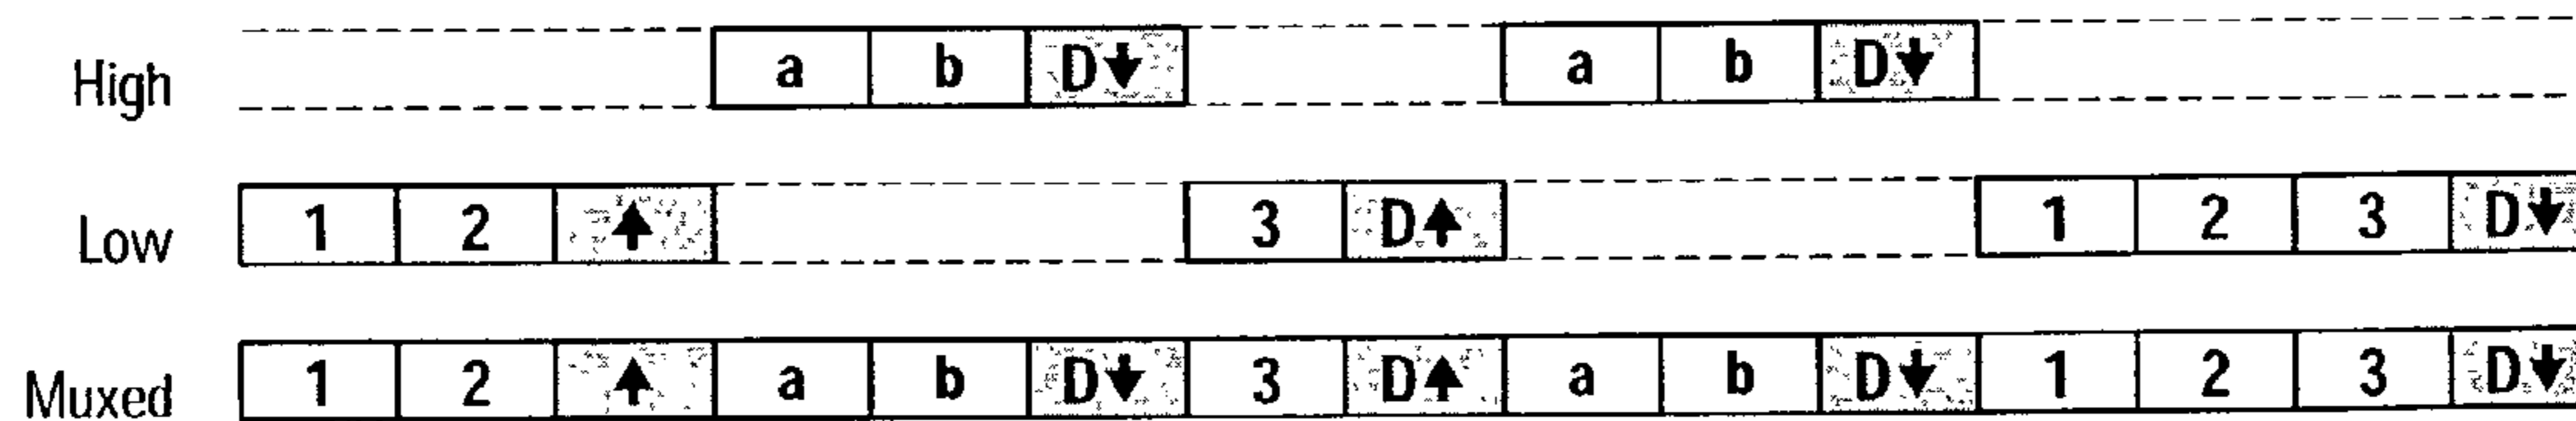 High a b D↓ a b D↓
Low 1 2 ↑ 3 D↑ 1 2 3 D↓
Muxed 1 2 ↑ a b D↓ 3 D↑ a b D↓ 1 2 3 D↓